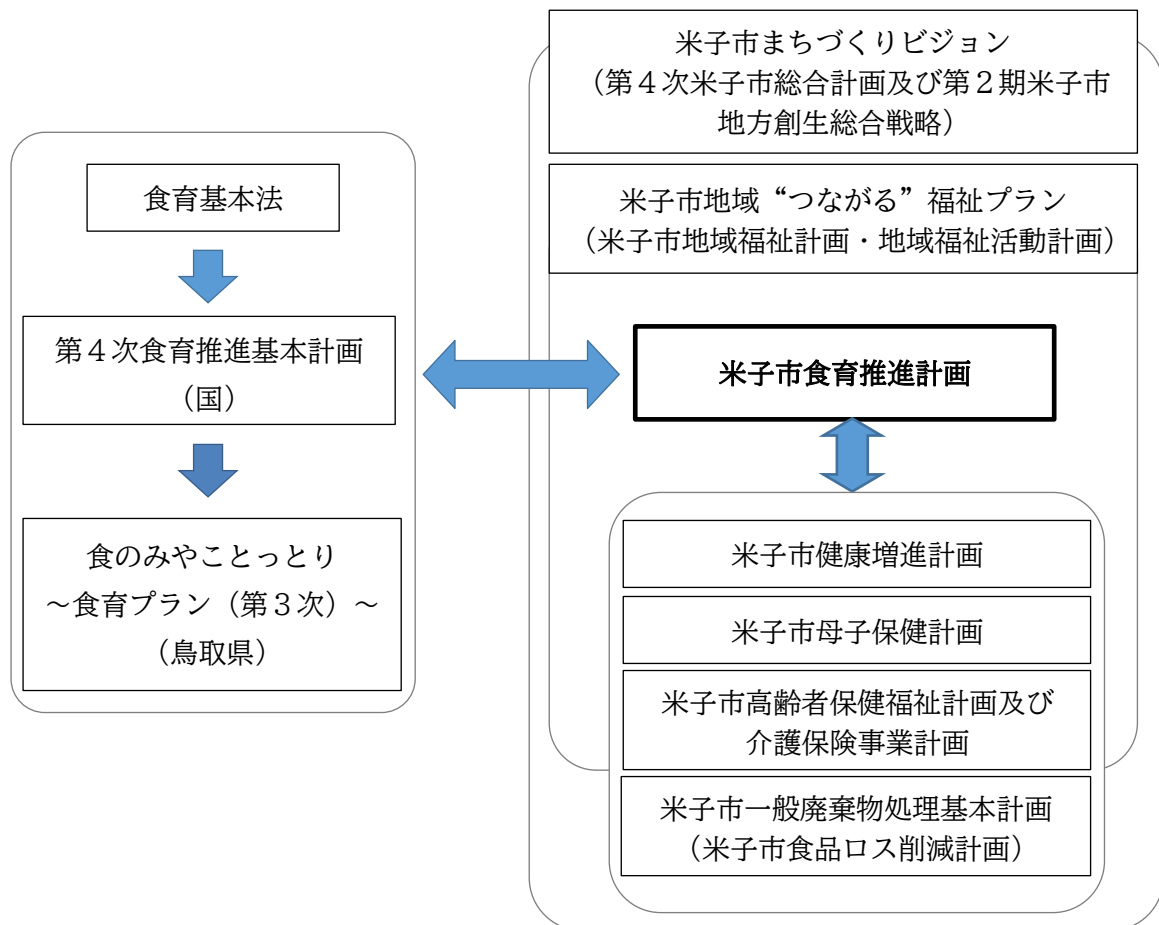 食育基本法
第４次食育推進基本計画
（国）
食のみやことっとり
～食育プラン（第３次）～
（鳥取県）
米子市まちづくりビジョン
（第４次米子市総合計画及び第２期米子市
地方創生総合戦略）
米子市地域“つながる”福祉プラン
（米子市地域福祉計画・地域福祉活動計画）
米子市食育推進計画
米子市健康増進計画
米子市母子保健計画
米子市高齢者保健福祉計画及び
介護保険事業計画
米子市一般廃棄物処理基本計画
（米子市食品ロス削減計画）